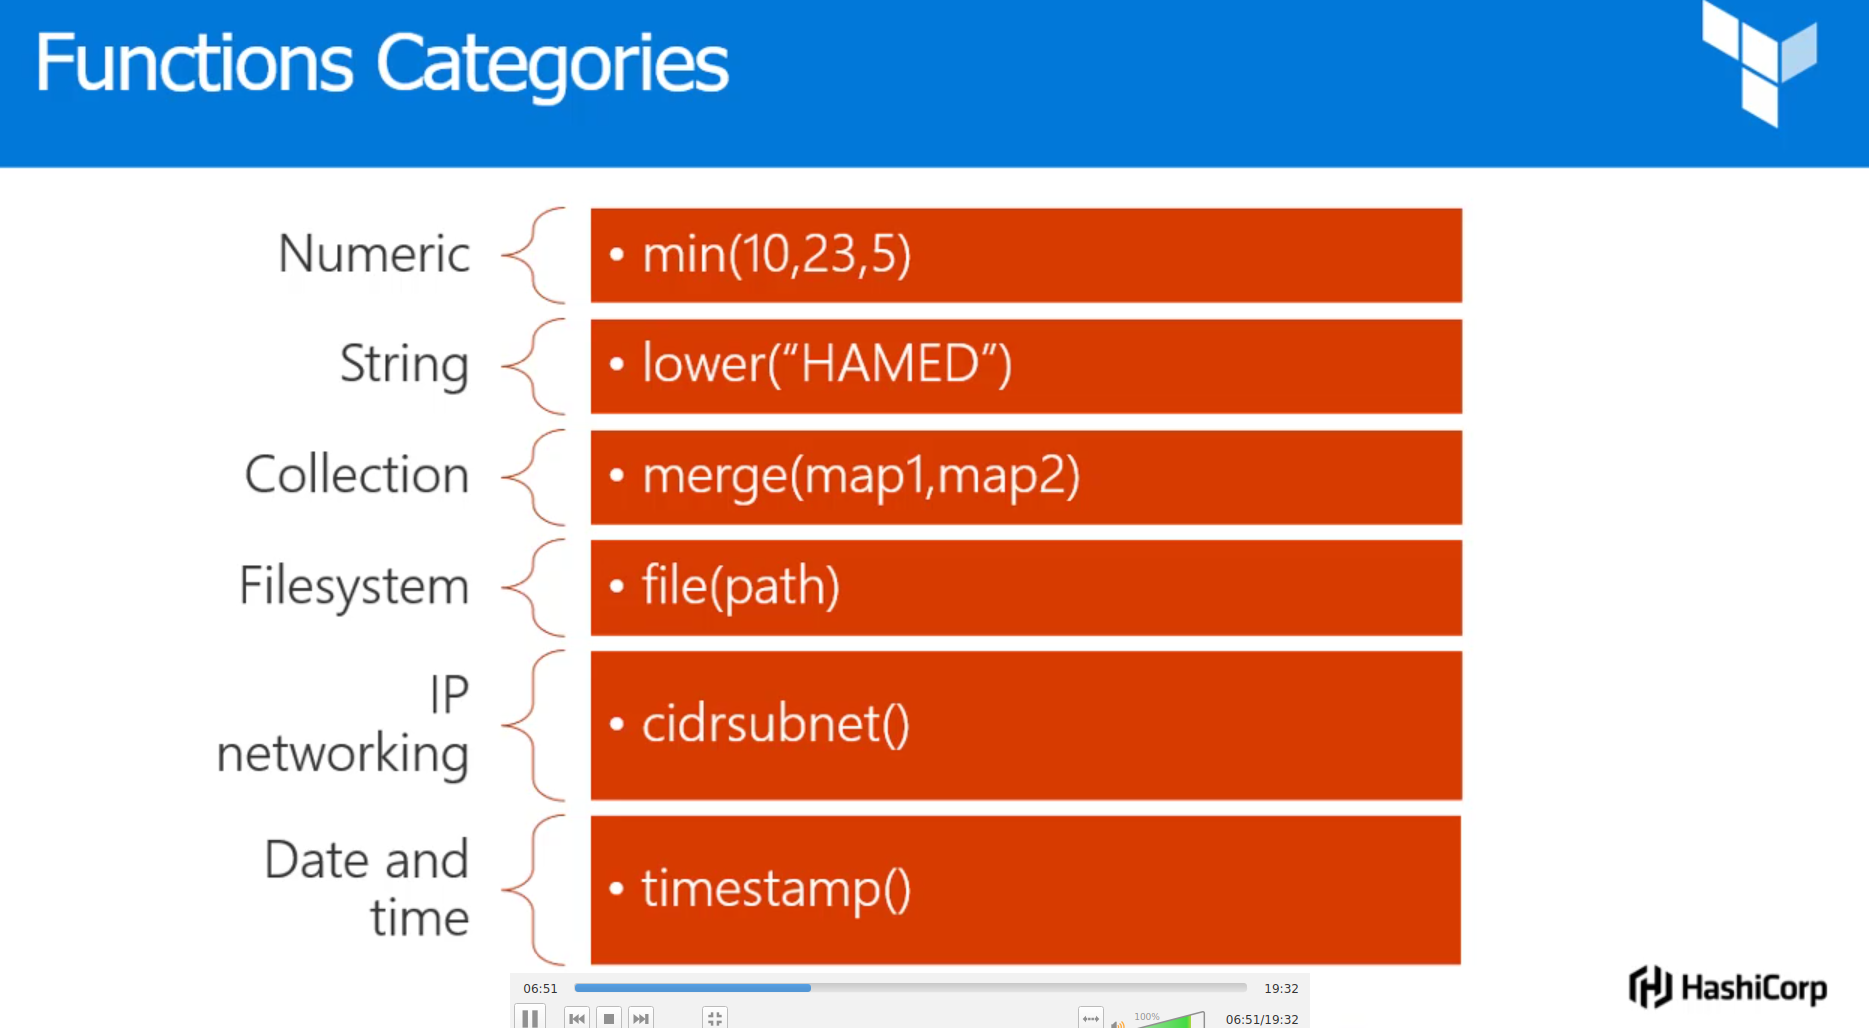 Functions Categories
Numeric
• min(10,23,5)
String
• lower(“HAMED”)
Collection
• merge(map1,map2)
Filesystem
• file(path)
IP
networking
• cidrsubnet()
Date and
time
• timestamp()
HashiCorp
06:51
19:32
100%
06:51/19:32